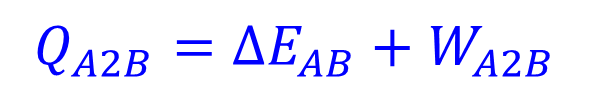 Q_{A2B} = ΔE_{AB} + W_{A2B}